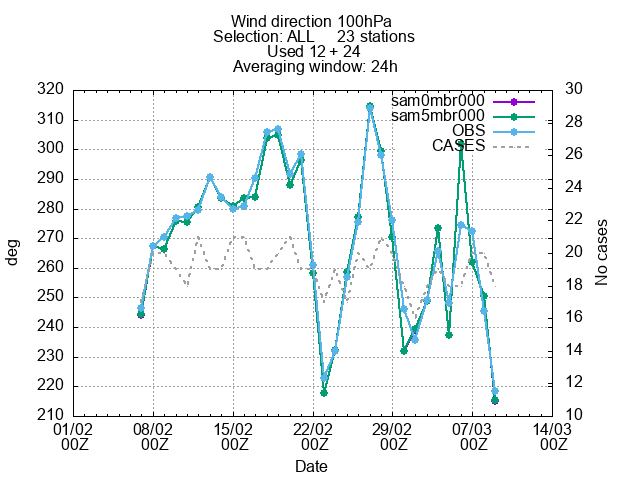 Wind direction 100hPa
Selection: ALL 23 stations
Used 12 + 24
Averaging window: 24h
sam0mbr000
sam5mbr000
OBS
CASES
320
310
300
290
280
270
260
250
240
230
220
210
30
28
26
24
22
20
18
16
14
12
10
deg
No cases
01/02 08/02 15/02 22/02 29/02 07/03 14/03
00Z 00Z 00Z 00Z 00Z 00Z 00Z
Date